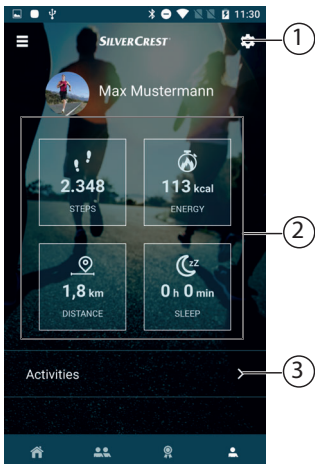 11:30
1
SILVERCREST
Max Mustermann
2.348
STEPS
113 kcal
ENERGY
2
1,8 km
DISTANCE
zZ
0 h 0 min
SLEEP
Activities
3